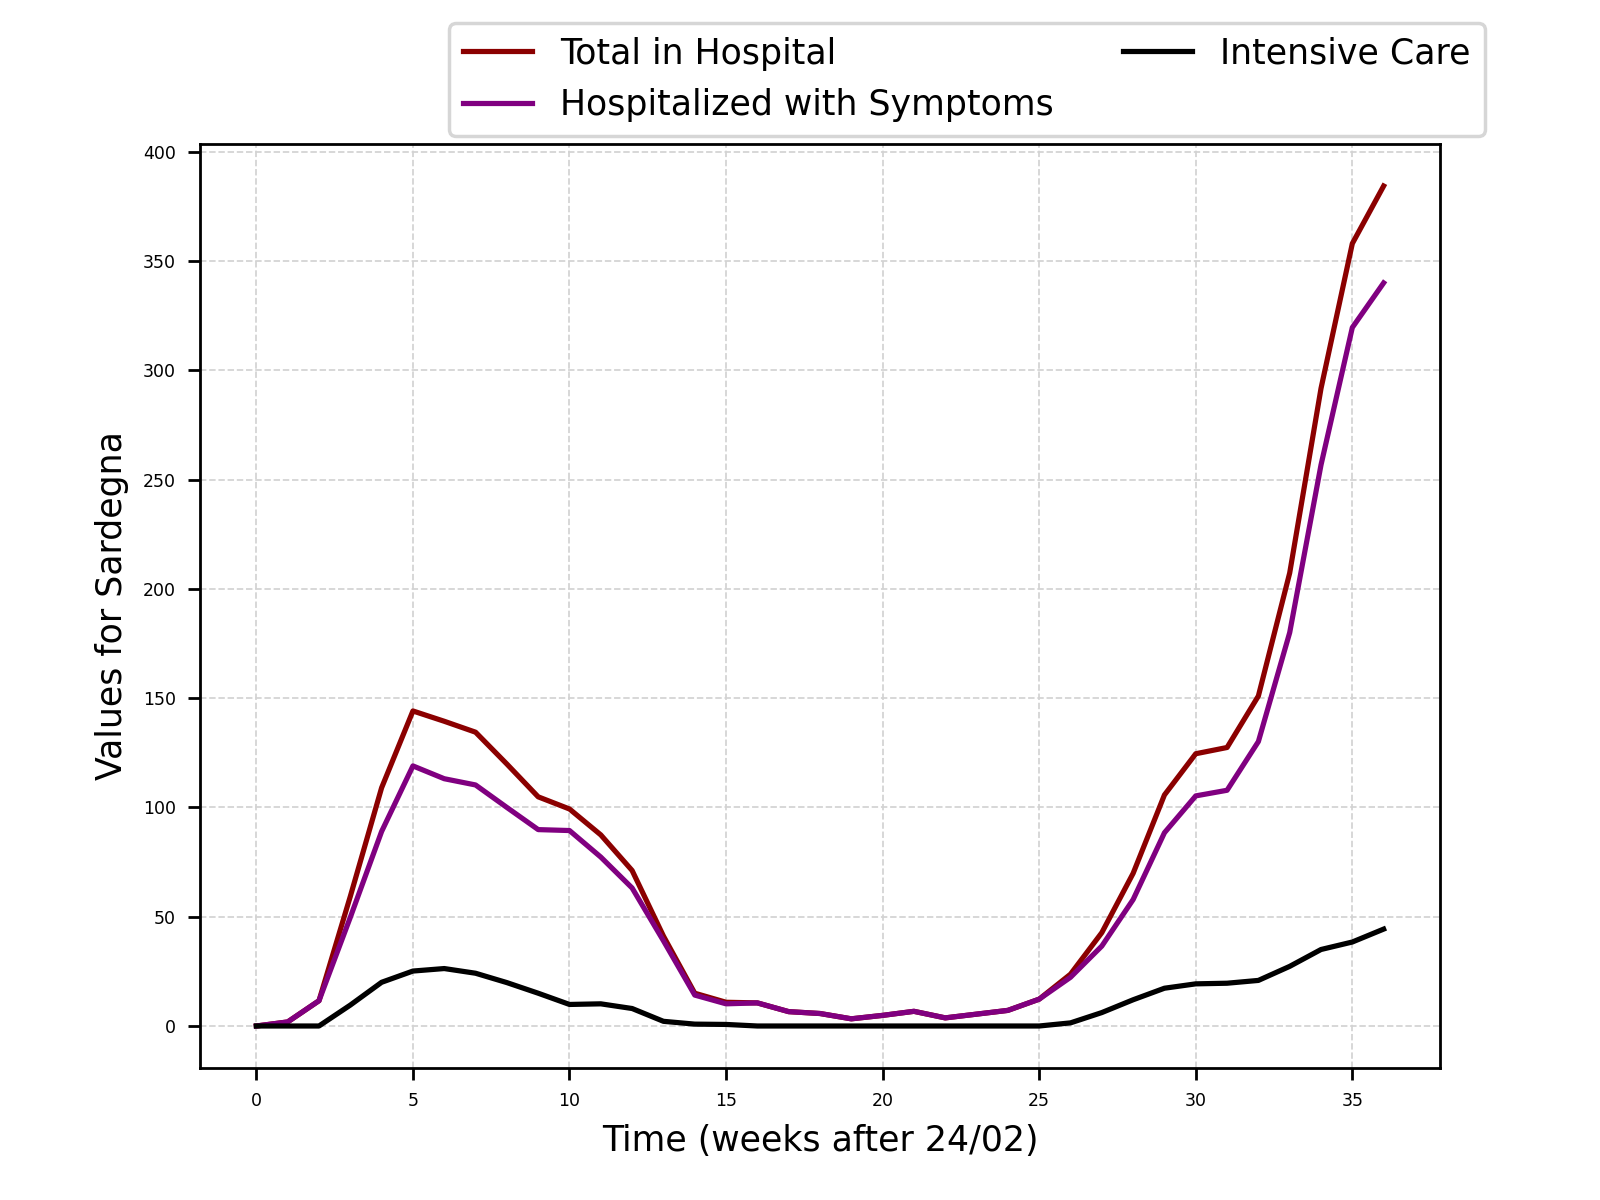 Total in Hospital
Hospitalized with Symptoms
Intensive Care
400
350
300
250
200
150
100
50
0
Values for Sardegna
0 5 10 15 20 25 30 35
Time (weeks after 24/02)